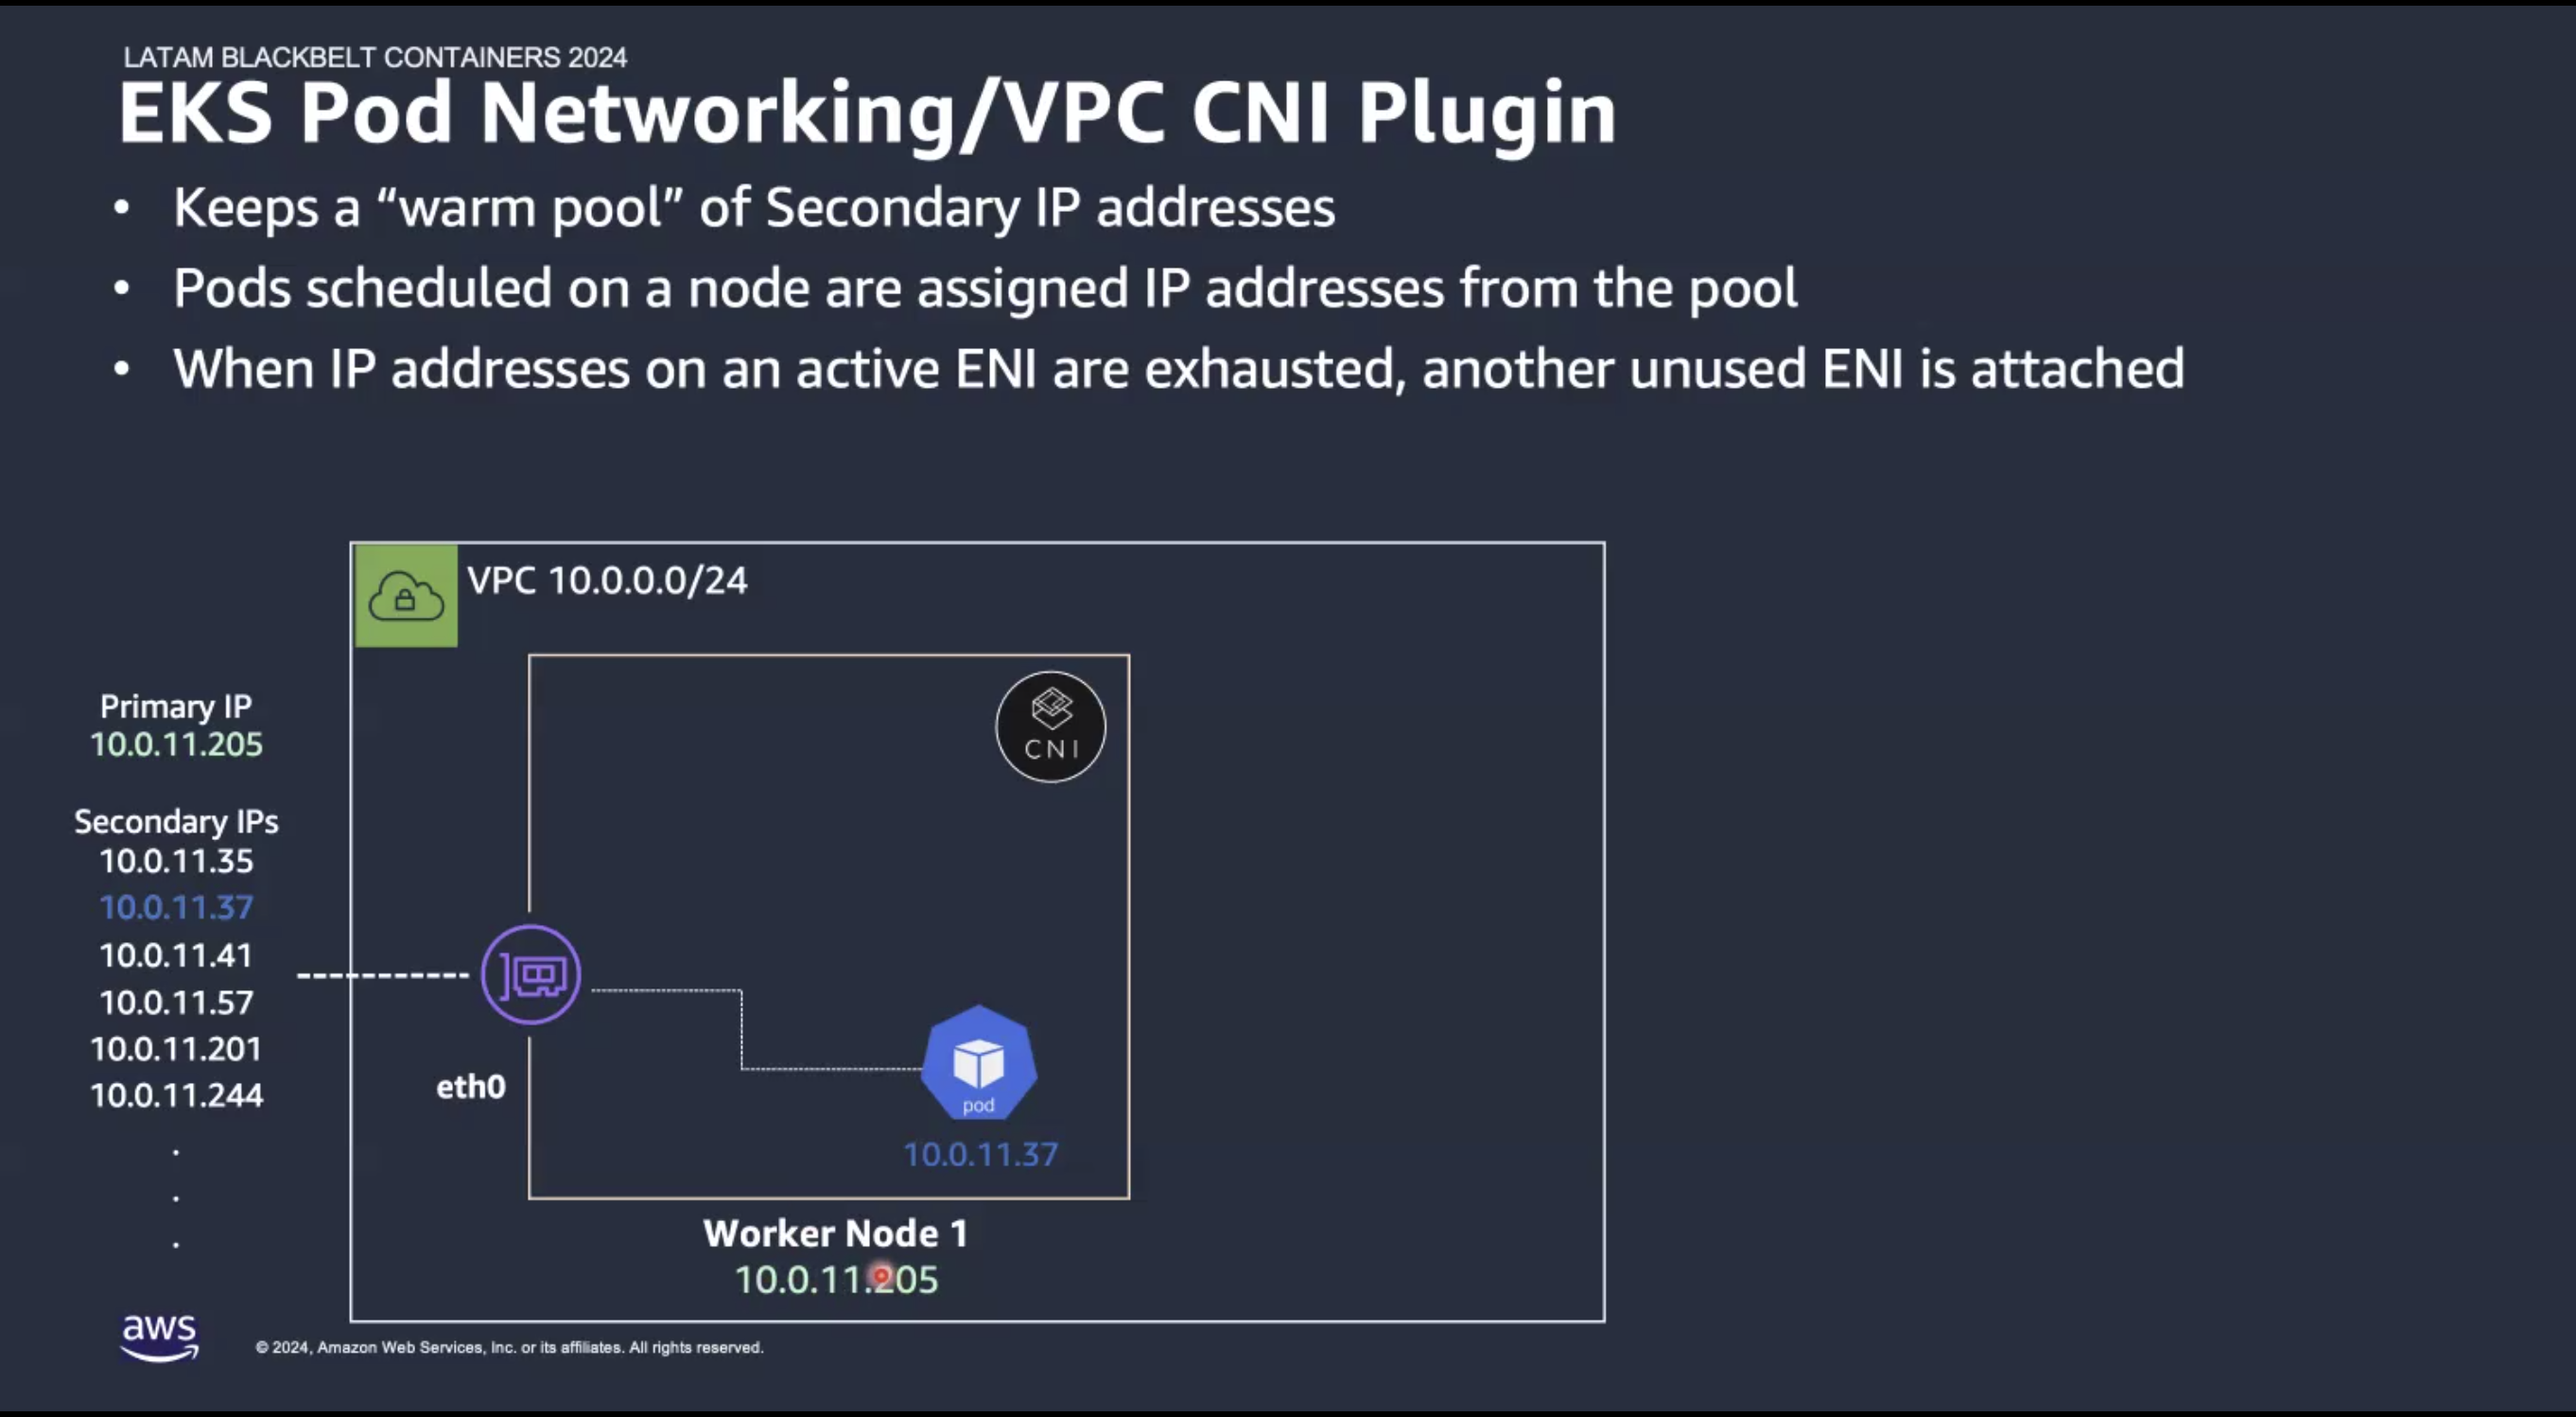 LATAM BLACKBELT CONTAINERS 2024
EKS Pod Networking/VPC CNI Plugin
• Keeps a “warm pool” of Secondary IP addresses
• Pods scheduled on a node are assigned IP addresses from the pool
• When IP addresses on an active ENI are exhausted, another unused ENI is attached
VPC 10.0.0.0/24
CNI
Primary IP
10.0.11.205
Secondary IPs
10.0.11.35
10.0.11.37
10.0.11.41
10.0.11.57
10.0.11.201
10.0.11.244
.
.
.
eth0
pod
10.0.11.37
Worker Node 1
10.0.11.205
aws
© 2024, Amazon Web Services, Inc. or its affiliates. All rights reserved.